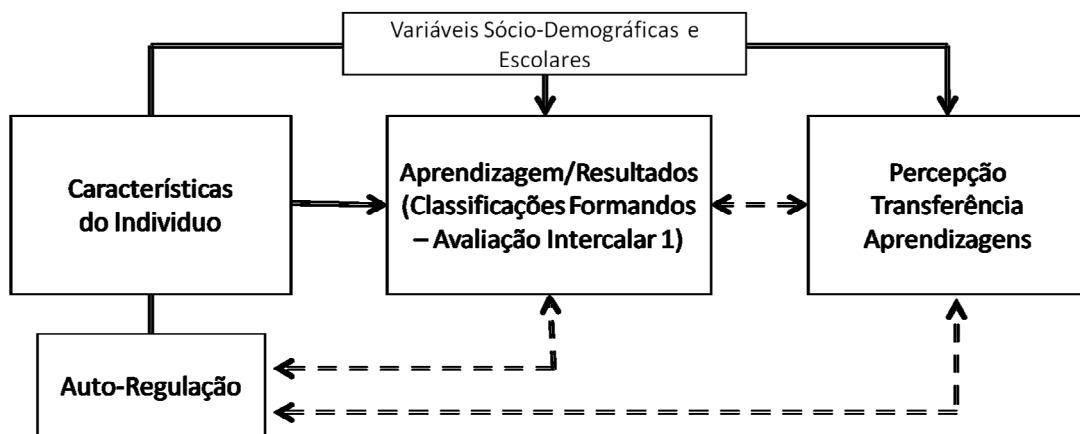 Variáveis Sócio-Demográficas e
Escolares
Características
do Individuo
Aprendizagem/Resultados
(Classificações Formandos
– Avaliação Intercalar 1)
Percepção
Transferência
Aprendizagens
Auto-Regulação